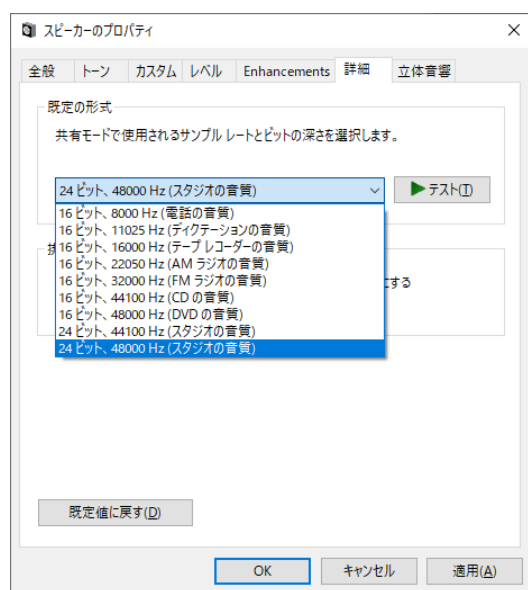 スピーカーのプロパティ
全般 トーン カスタム レベル Enhancements 詳細 立体音響
既定の形式
共有モードで使用されるサンプル レートとビットの深さを選択します。
24 ビット、48000 Hz (スタジオの音質) テスト(T)
16 ビット、8000 Hz (電話の音質)
16 ビット、11025 Hz (ディクテーションの音質)
16 ビット、16000 Hz (テープ レコーダーの音質)
16 ビット、22050 Hz (AM ラジオの音質)
16 ビット、32000 Hz (FM ラジオの音質)
する
16 ビット、44100 Hz (CD の音質)
16 ビット、48000 Hz (DVD の音質)
24 ビット、44100 Hz (スタジオの音質)
24 ビット、48000 Hz (スタジオの音質)
既定値に戻す(D)
OK キャンセル 適用(A)